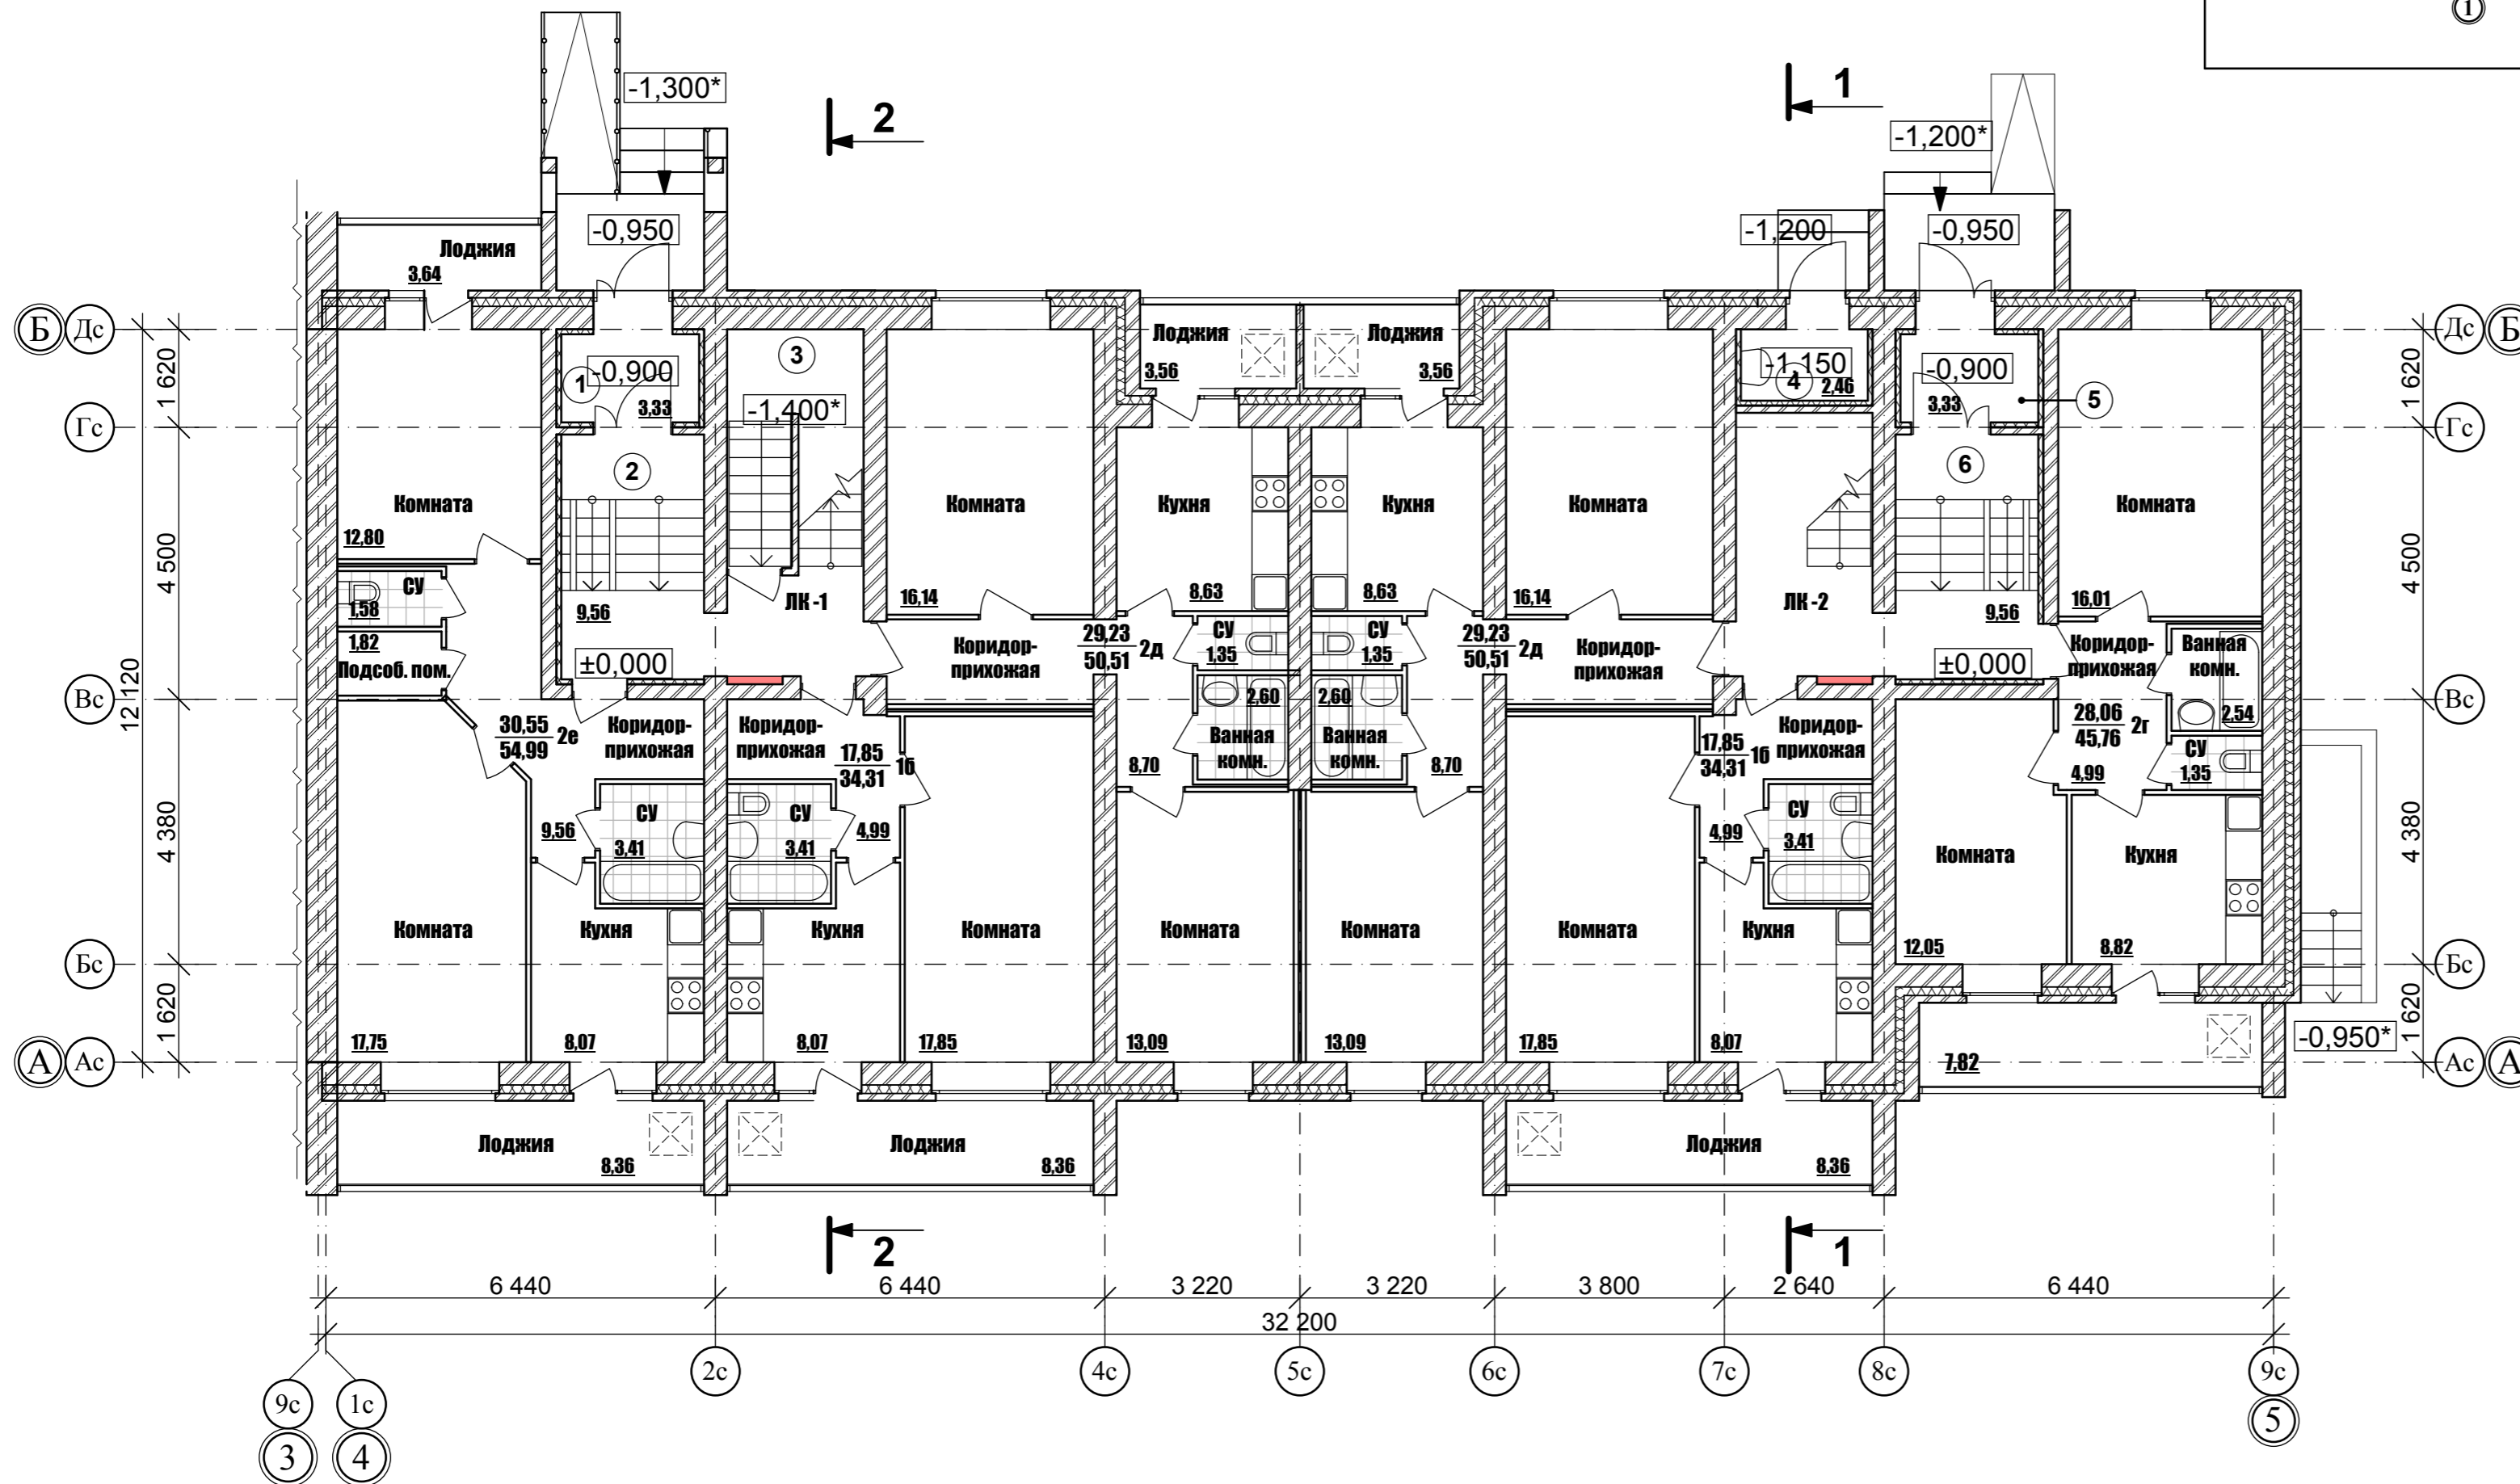 1
-1,300*
2
1
-1,200*
-0,950
-1,200
-0,950
Лоджия
3,64
Б
Дс
Лоджия
3,56
Лоджия
3,56
Дс
Б
1
-0,900
3,33
3
-1,400*
-1,150
4
2,46
-0,900
3,33
5
1 620
1 620
Гс
Гс
2
6
Комната
12,80
Комната
16,14
Кухня
8,63
Кухня
8,63
Комната
16,14
Комната
16,01
4 500
4 500
12 120
СУ
1,58
1,82
Подсоб. пом.
9,56
±0,000
ЛК -1
Коридор-
прихожая
29,23
50,51
2д
СУ
1,35
СУ
1,35
29,23
50,51
2д
Коридор-
прихожая
ЛК -2
9,56
±0,000
Коридор-
прихожая
Ванная
комн.
2,54
Вс
Вс
30,55
54,99
2е
Коридор-
прихожая
Коридор-
прихожая
17,85
34,31
1б
2,60
Ванная
комн.
8,70
2,60
Ванная
комн.
8,70
17,85
34,31
1б
Коридор-
прихожая
28,06
45,76
2г
4,99
СУ
1,35
4 380
4 380
9,56
СУ
3,41
СУ
3,41
4,99
4,99
СУ
3,41
Комната
17,75
Кухня
8,07
Кухня
8,07
Комната
17,85
Комната
13,09
Комната
13,09
Комната
17,85
Кухня
8,07
Комната
12,05
Кухня
8,82
Бс
Бс
1 620
1 620
-0,950*
7,82
А
Ас
Ас
А
Лоджия
8,36
Лоджия
8,36
Лоджия
8,36
2
1
6 440
6 440
3 220
3 220
3 800
2 640
6 440
32 200
9с
1с
2с
4с
5с
6с
7с
8с
9с
3
4
5